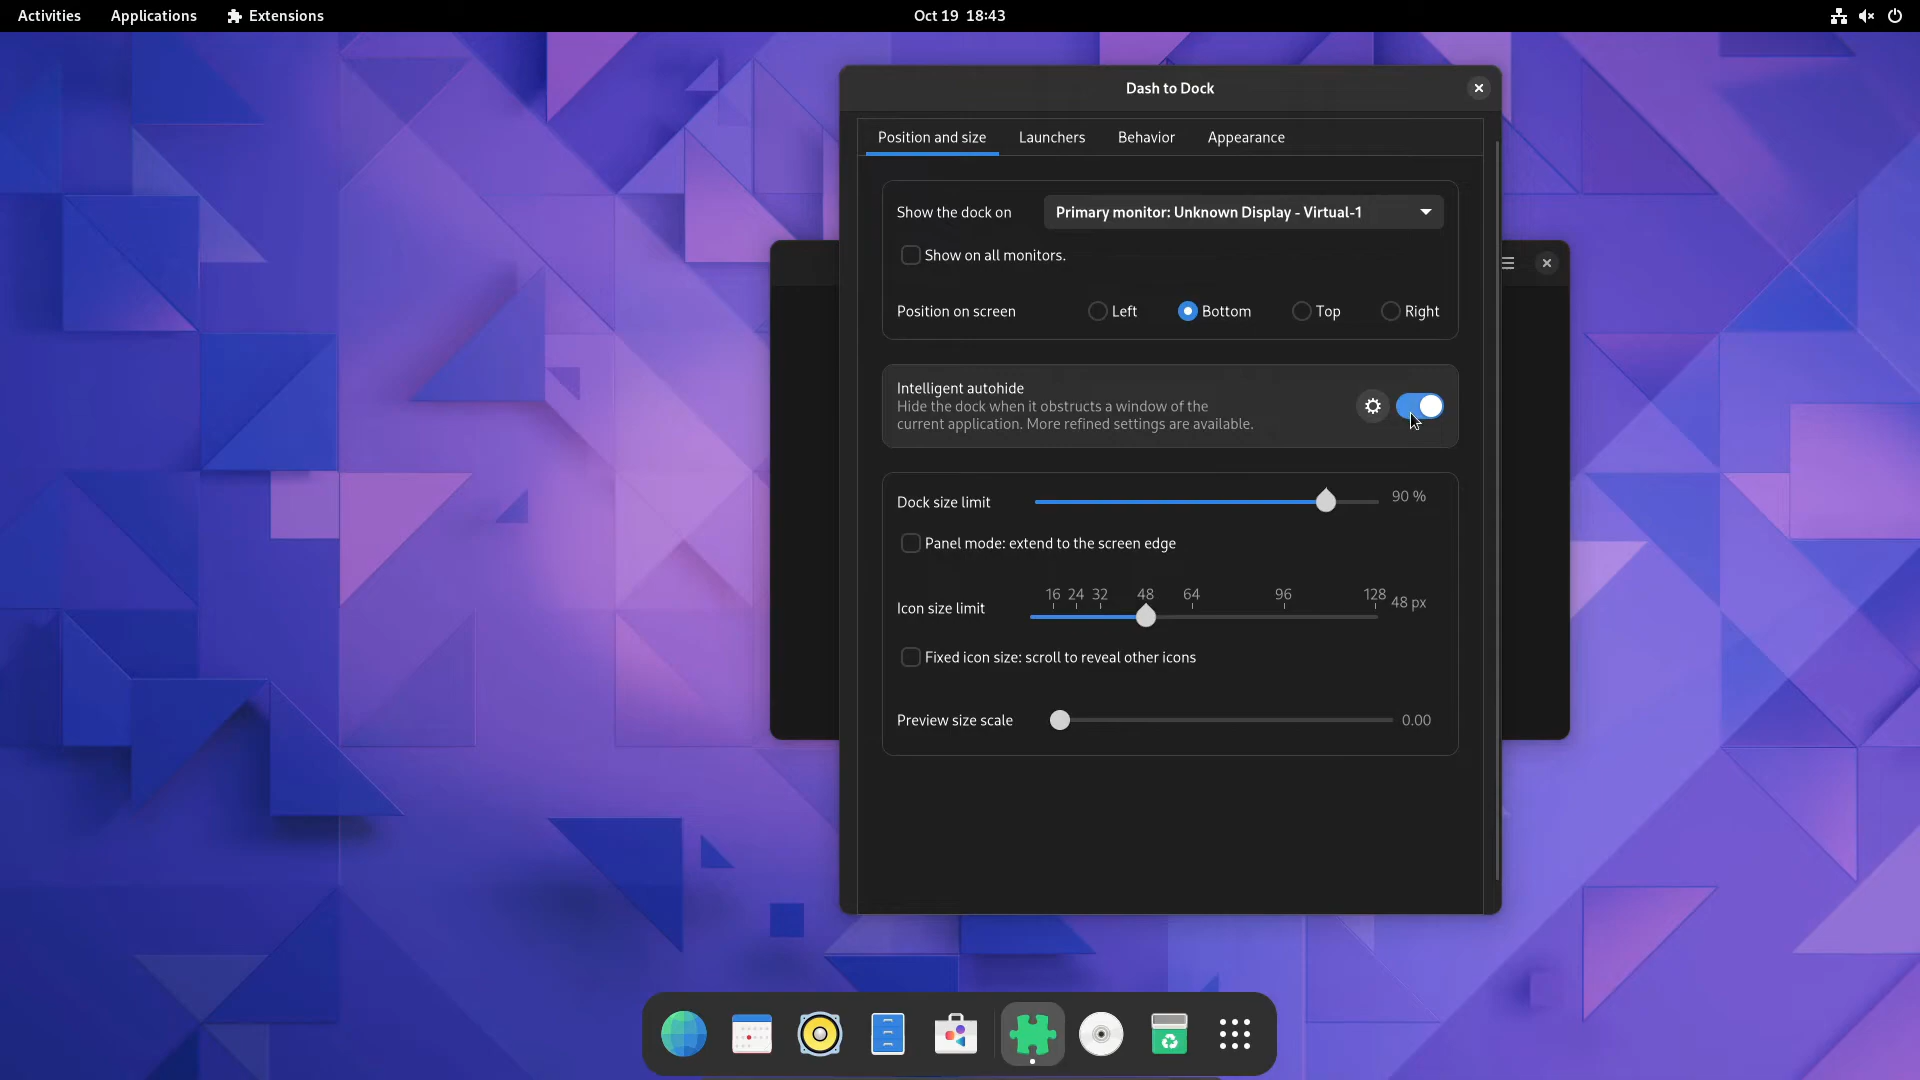 Activities Applications Extensions Oct 19 18:43
Dash to Dock
Position and size Launchers Behavior Appearance
Show the dock on Primary monitor: Unknown Display - Virtual-1
Show on all monitors.
Position on screen Left Bottom Top Right
Intelligent autohide
Hide the dock when it obstructs a window of the
current application. More refined settings are available.
Dock size limit 90 %
Panel mode: extend to the screen edge
16 24 32 48 64 96 128
Icon size limit 48 px
Fixed icon size: scroll to reveal other icons
Preview size scale 0.00